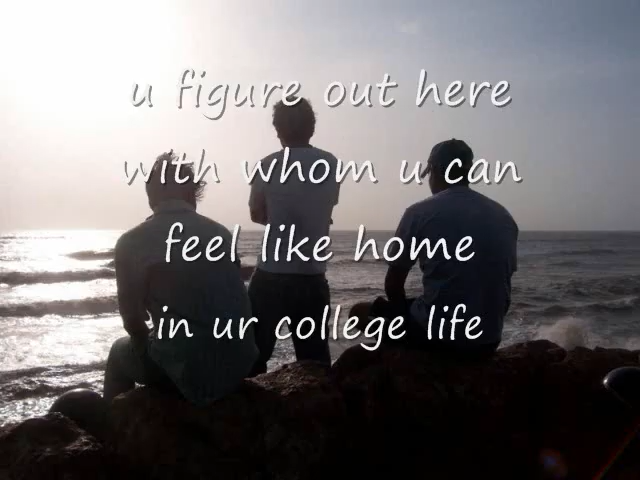 u figure out here
with whom u can
feel like home
in ur college life